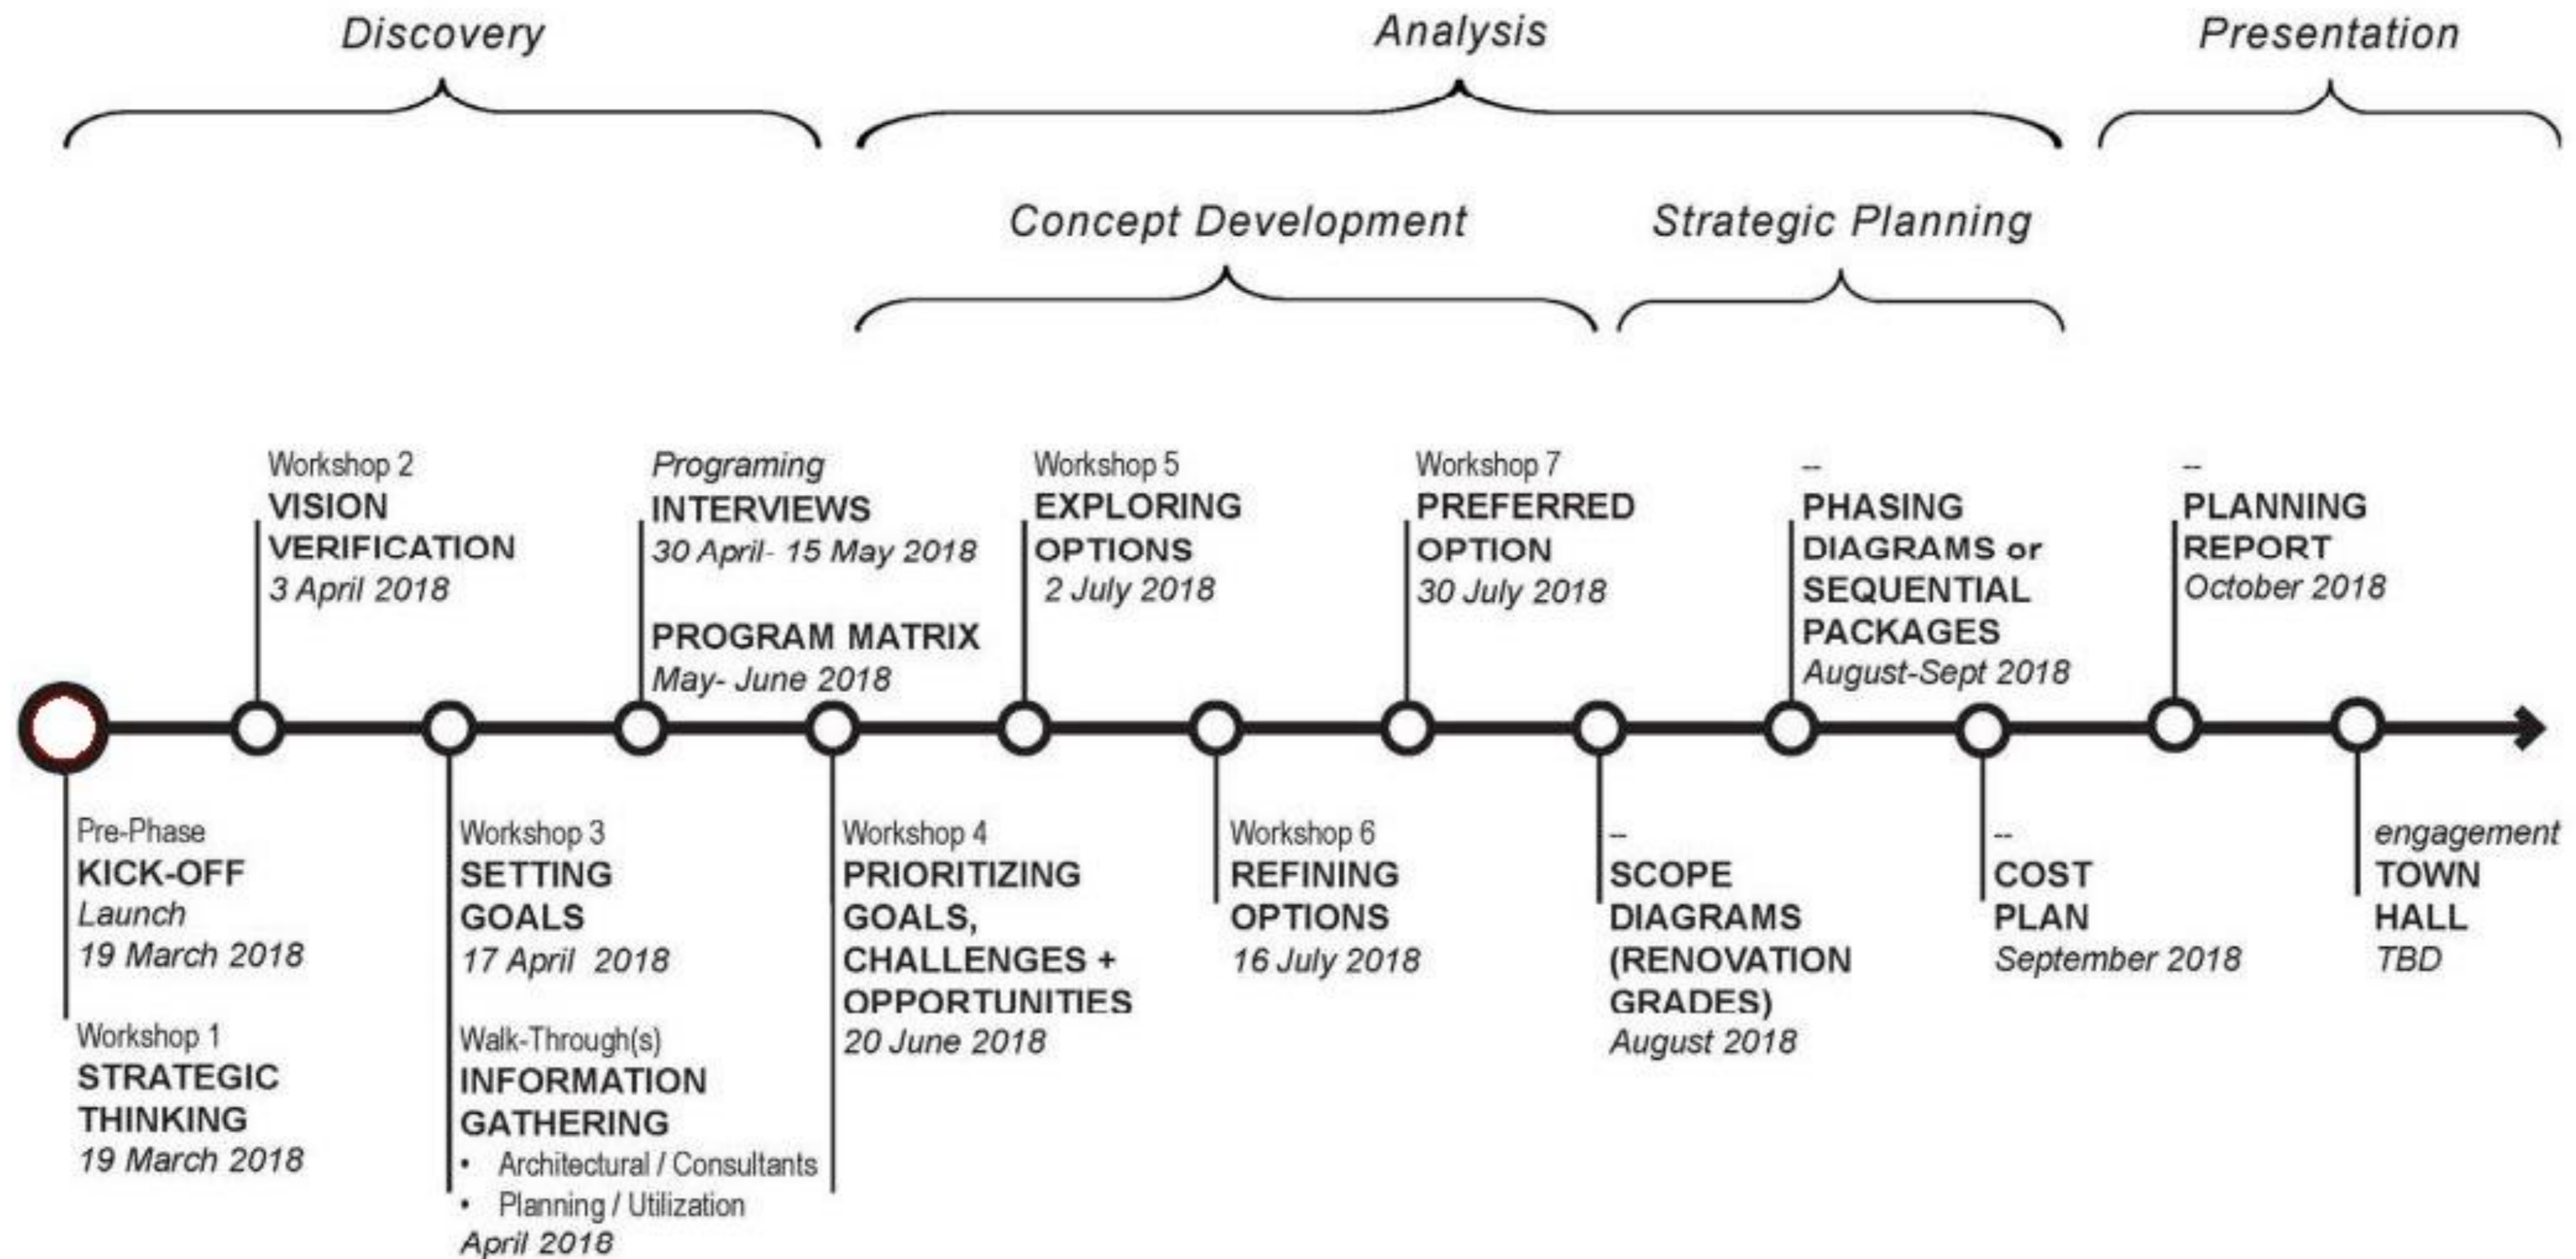 Discovery
Analysis
Presentation
Concept Development
Strategic Planning
Workshop 2
VISION
VERIFICATION
3 April 2018
Programing
INTERVIEWS
30 April- 15 May 2018
PROGRAM MATRIX
May- June 2018
Workshop 5
EXPLORING
OPTIONS
2 July 2018
Workshop 7
PREFERRED
OPTION
30 July 2018
--
PHASING
DIAGRAMS or
SEQUENTIAL
PACKAGES
August-Sept 2018
--
PLANNING
REPORT
October 2018
Pre-Phase
KICK-OFF
Launch
19 March 2018
Workshop 1
STRATEGIC
THINKING
19 March 2018
Workshop 3
SETTING
GOALS
17 April 2018
Walk-Through(s)
INFORMATION
GATHERING
• Architectural / Consultants
• Planning / Utilization
April 2018
Workshop 4
PRIORITIZING
GOALS,
CHALLENGES +
OPPORTUNITIES
20 June 2018
Workshop 6
REFINING
OPTIONS
16 July 2018
--
SCOPE
DIAGRAMS
(RENOVATION
GRADES)
August 2018
--
COST
PLAN
September 2018
engagement
TOWN
HALL
TBD